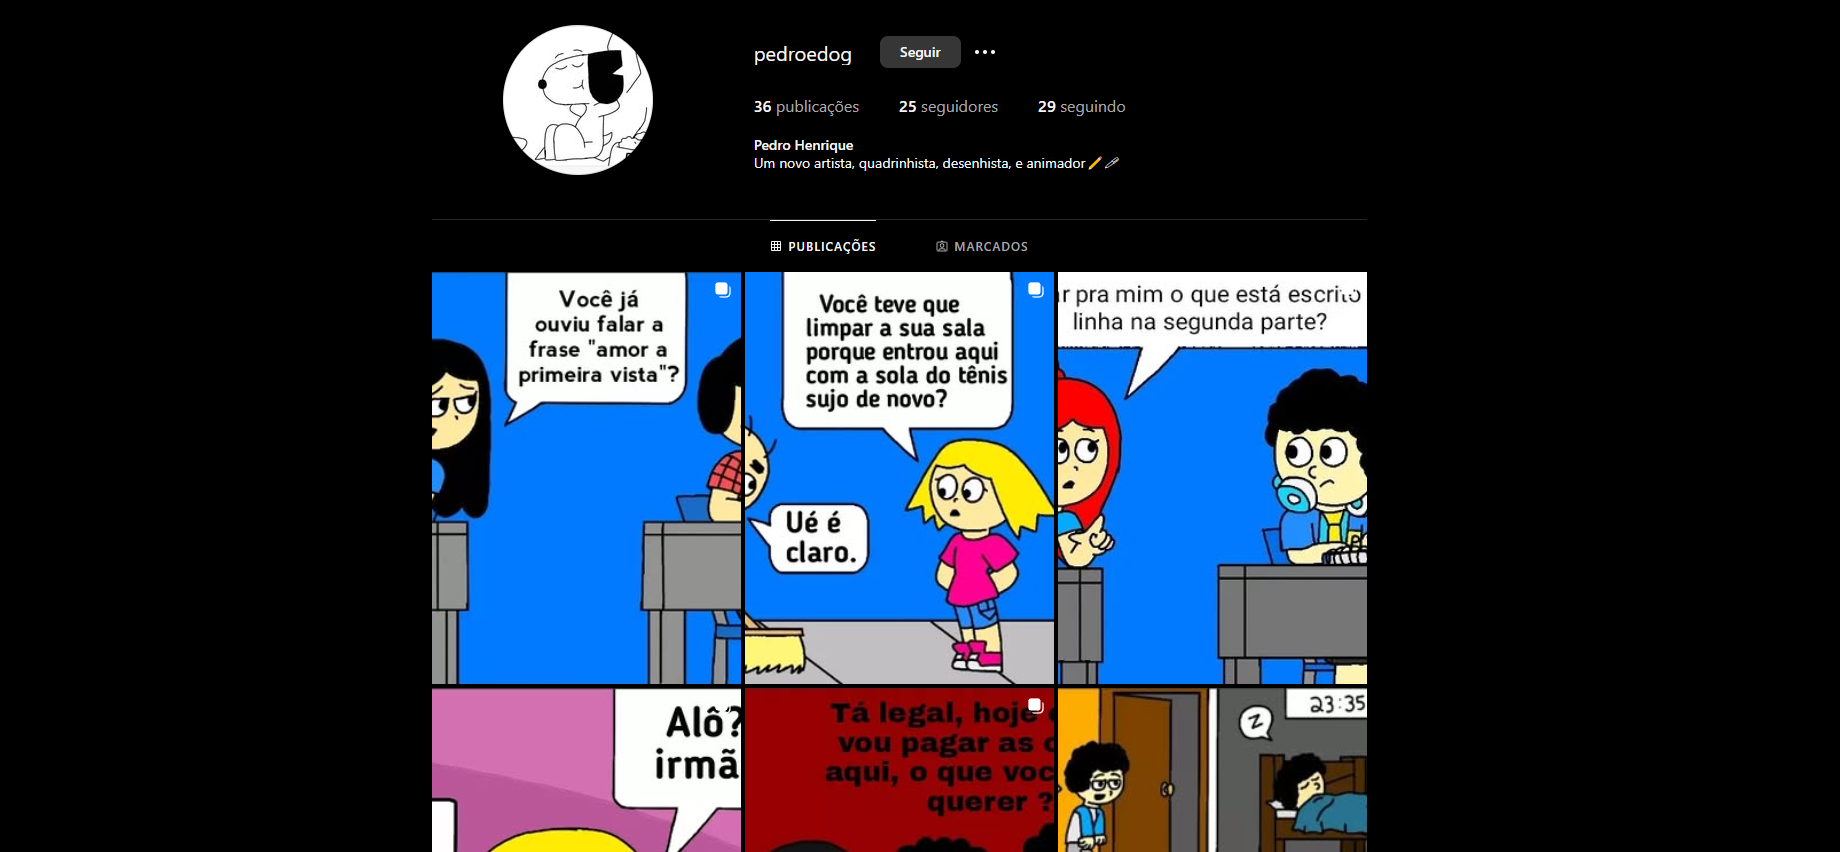 pedroedog
Seguir
36 publicações
25 seguidores
29 seguindo
Pedro Henrique
Um novo artista, quadrinhista, desenhista, e animador
PUBLICAÇÕES
MARCADOS
Você já
ouviu falar a
frase "amor a
primeira vista"?
Você teve que
limpar a sua sala
porque entrou aqui
com a sola do tênis
sujo de novo?
Ué é
claro.
pra mim o que está escrito
linha na segunda parte?
Alô?
irmã
Tá legal, hoje
vou pagar as
aqui, o que voc
querer ?
Z
23:35